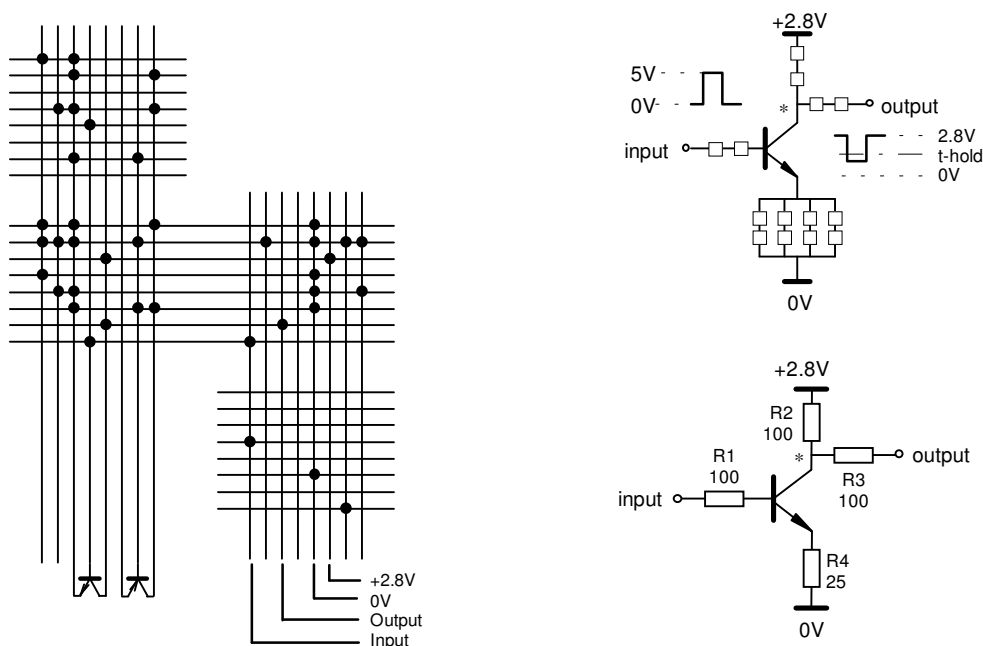 +2.8V
5V
0V
*
output
input
2.8V
t-hold
0V
0V
+2.8V
R2
100
*
output
R1
100
R3
100
input
R4
25
0V
+2.8V
0V
Output
Input